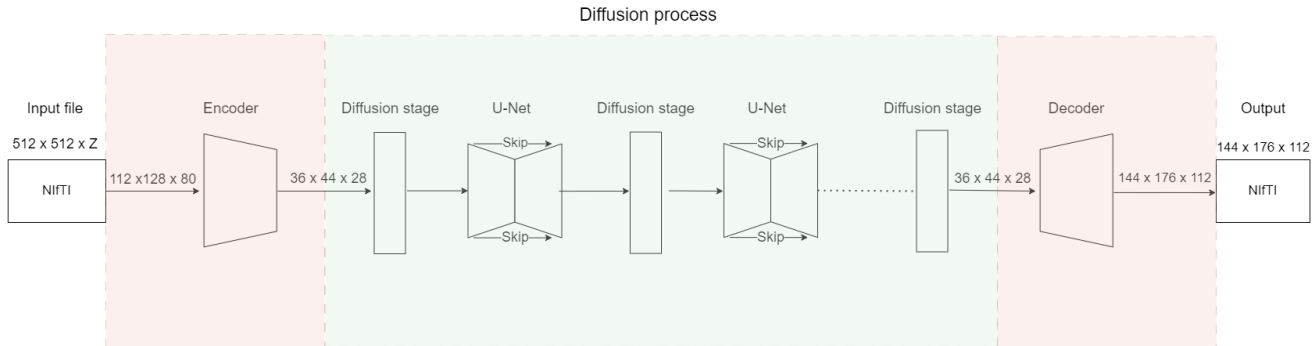 Diffusion process
Input file
Encoder
Diffusion stage
U-Net
Diffusion stage
U-Net
Diffusion stage
Decoder
Output
512 x 512 x Z
Skip
Skip
144 x 176 x 112
NIfTI
112 x128 x 80
36 x 44 x 28
36 x 44 x 28
144 x 176 x 112
NIfTI
Skip
Skip